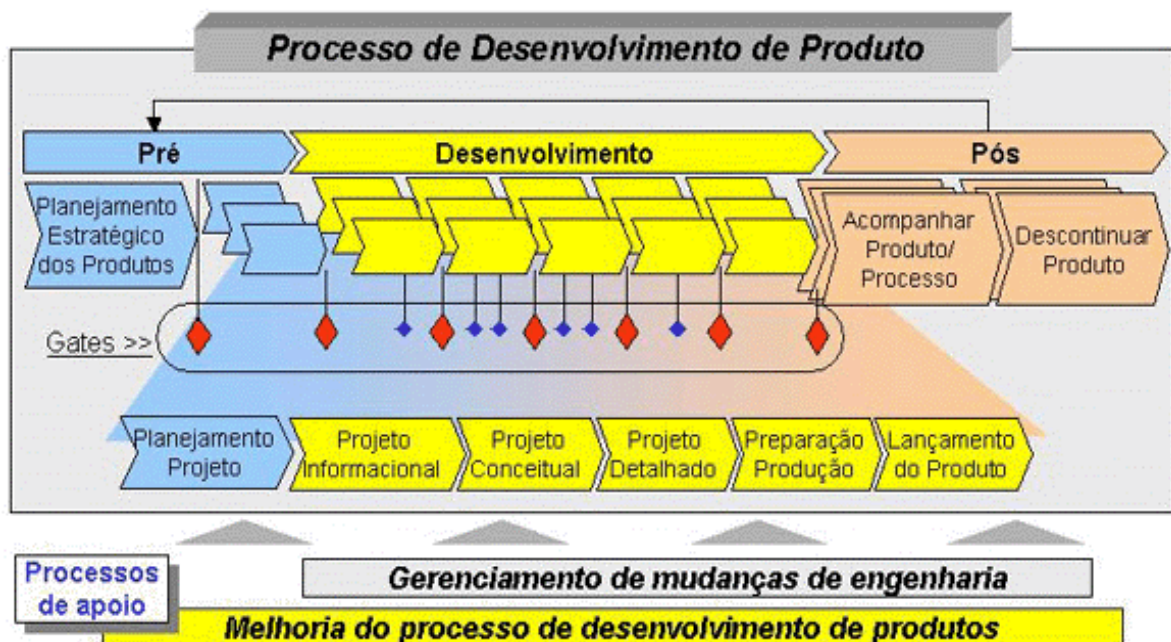 Processo de Desenvolvimento de Produto
Pré
Desenvolvimento
Pós
Planejamento
Estratégico
dos Produtos
Acompanhar
Produto/
Processo
Descontinuar
Produto
Gates >>
Planejamento
Projeto
Projeto
Informacional
Projeto
Conceitual
Projeto
Detalhado
Preparação
Produção
Lançamento
do Produto
Processos
de apoio
Gerenciamento de mudanças de engenharia
Melhoria do processo de desenvolvimento de produtos